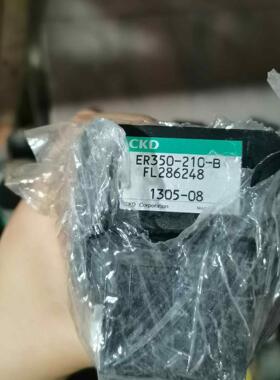 CKD
ER350-210-B
FL286248
1305-08
CKD Corporation